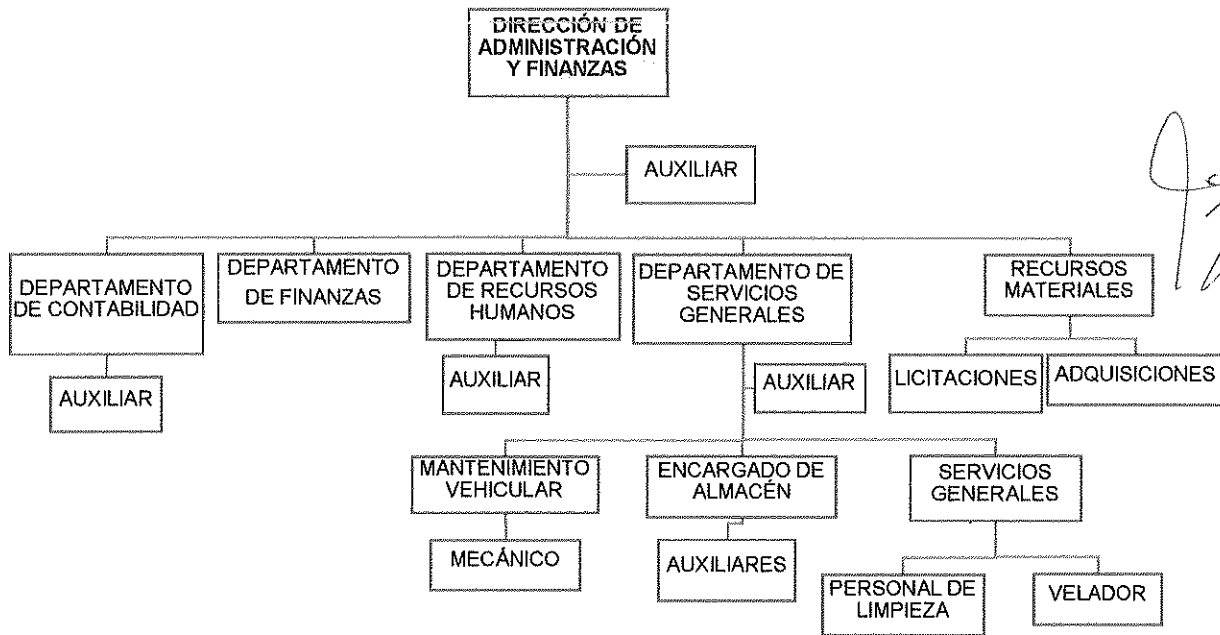 DIRECCIÓN DE
ADMINISTRACIÓN
Y FINANZAS
AUXILIAR
DEPARTAMENTO
DE CONTABILIDAD
DEPARTAMENTO
DE FINANZAS
DEPARTAMENTO
DE RECURSOS
HUMANOS
DEPARTAMENTO DE
SERVICIOS
GENERALES
RECURSOS
MATERIALES
AUXILIAR
AUXILIAR
AUXILIAR
LICITACIONES
ADQUISICIONES
MANTENIMIENTO
VEHICULAR
ENCARGADO DE
ALMACÉN
SERVICIOS
GENERALES
MECÁNICO
AUXILIARES
PERSONAL DE
LIMPIEZA
VELADOR